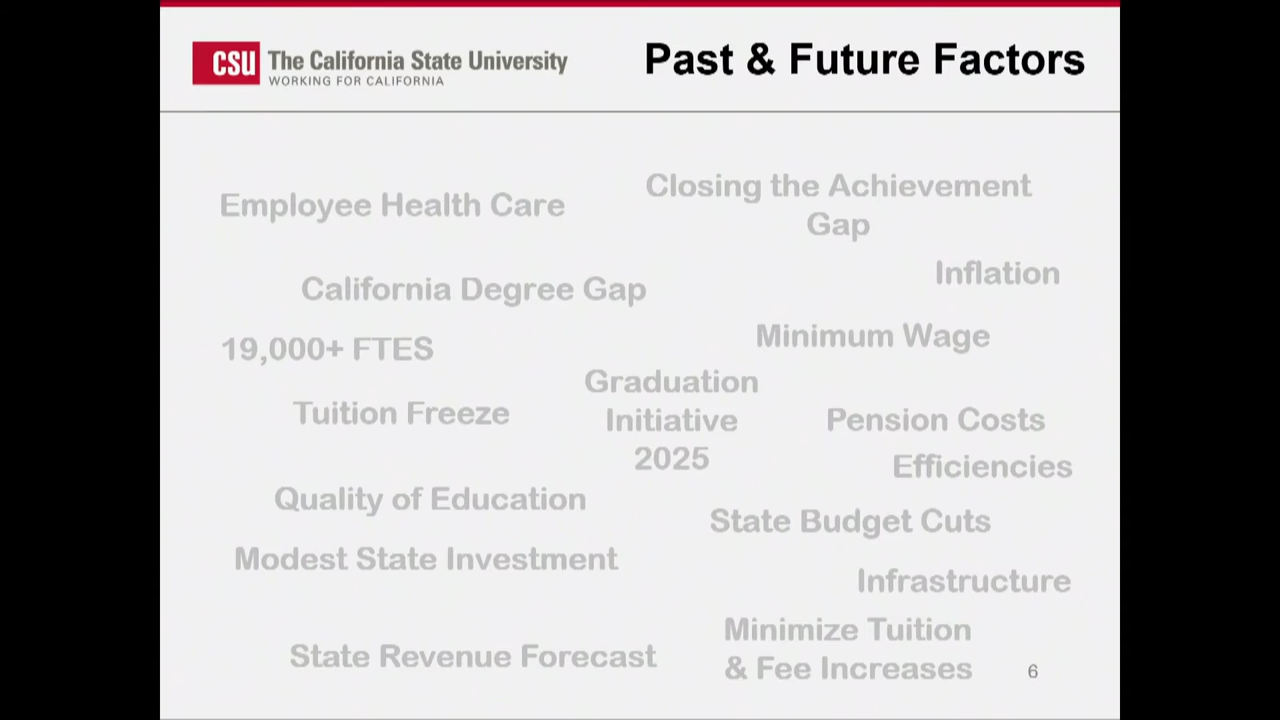 CSU The California State University
WORKING FOR CALIFORNIA
Past & Future Factors
Employee Health Care
Closing the Achievement
Gap
Inflation
California Degree Gap
Minimum Wage
19,000+ FTES
Graduation
Initiative
2025
Tuition Freeze
Pension Costs
Efficiencies
Quality of Education
State Budget Cuts
Modest State Investment
Infrastructure
Minimize Tuition
& Fee Increases
State Revenue Forecast
6